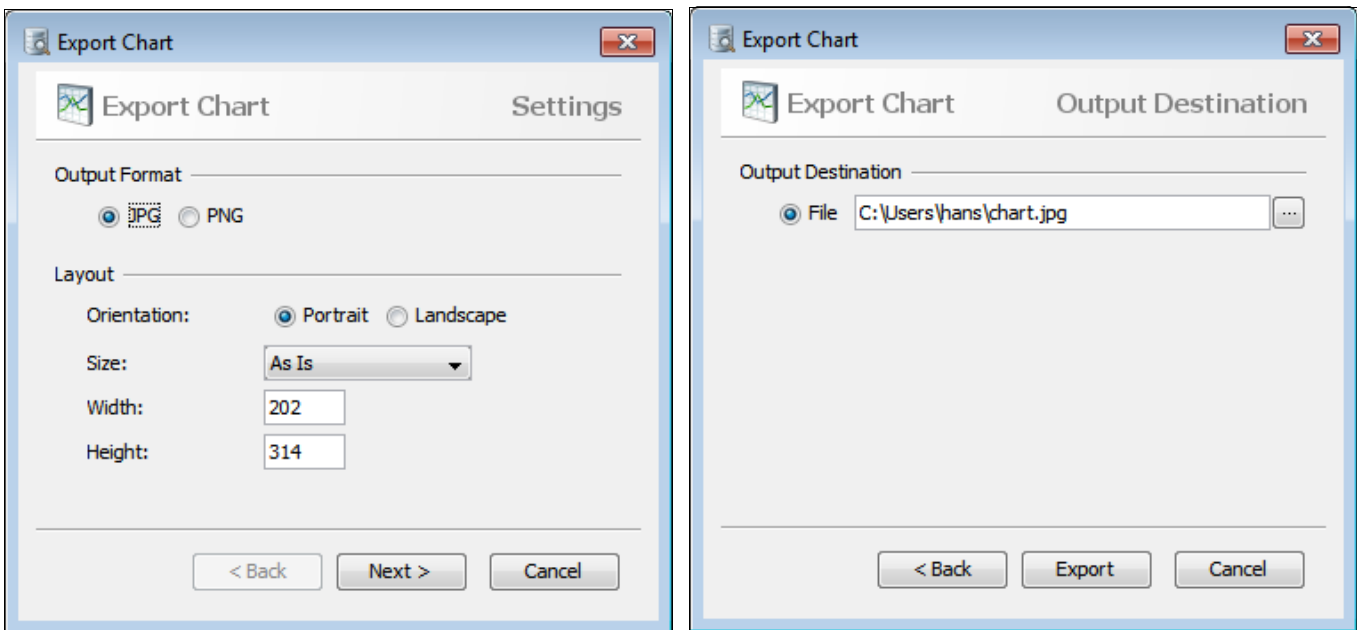 Export Chart
Export Chart Settings
Output Format
JPG PNG
Layout
Orientation: Portrait Landscape
Size: As Is
Width: 202
Height: 314
< Back Next > Cancel
Export Chart
Export Chart Output Destination
Output Destination
File C:\Users\hans\chart.jpg ...
< Back Export Cancel